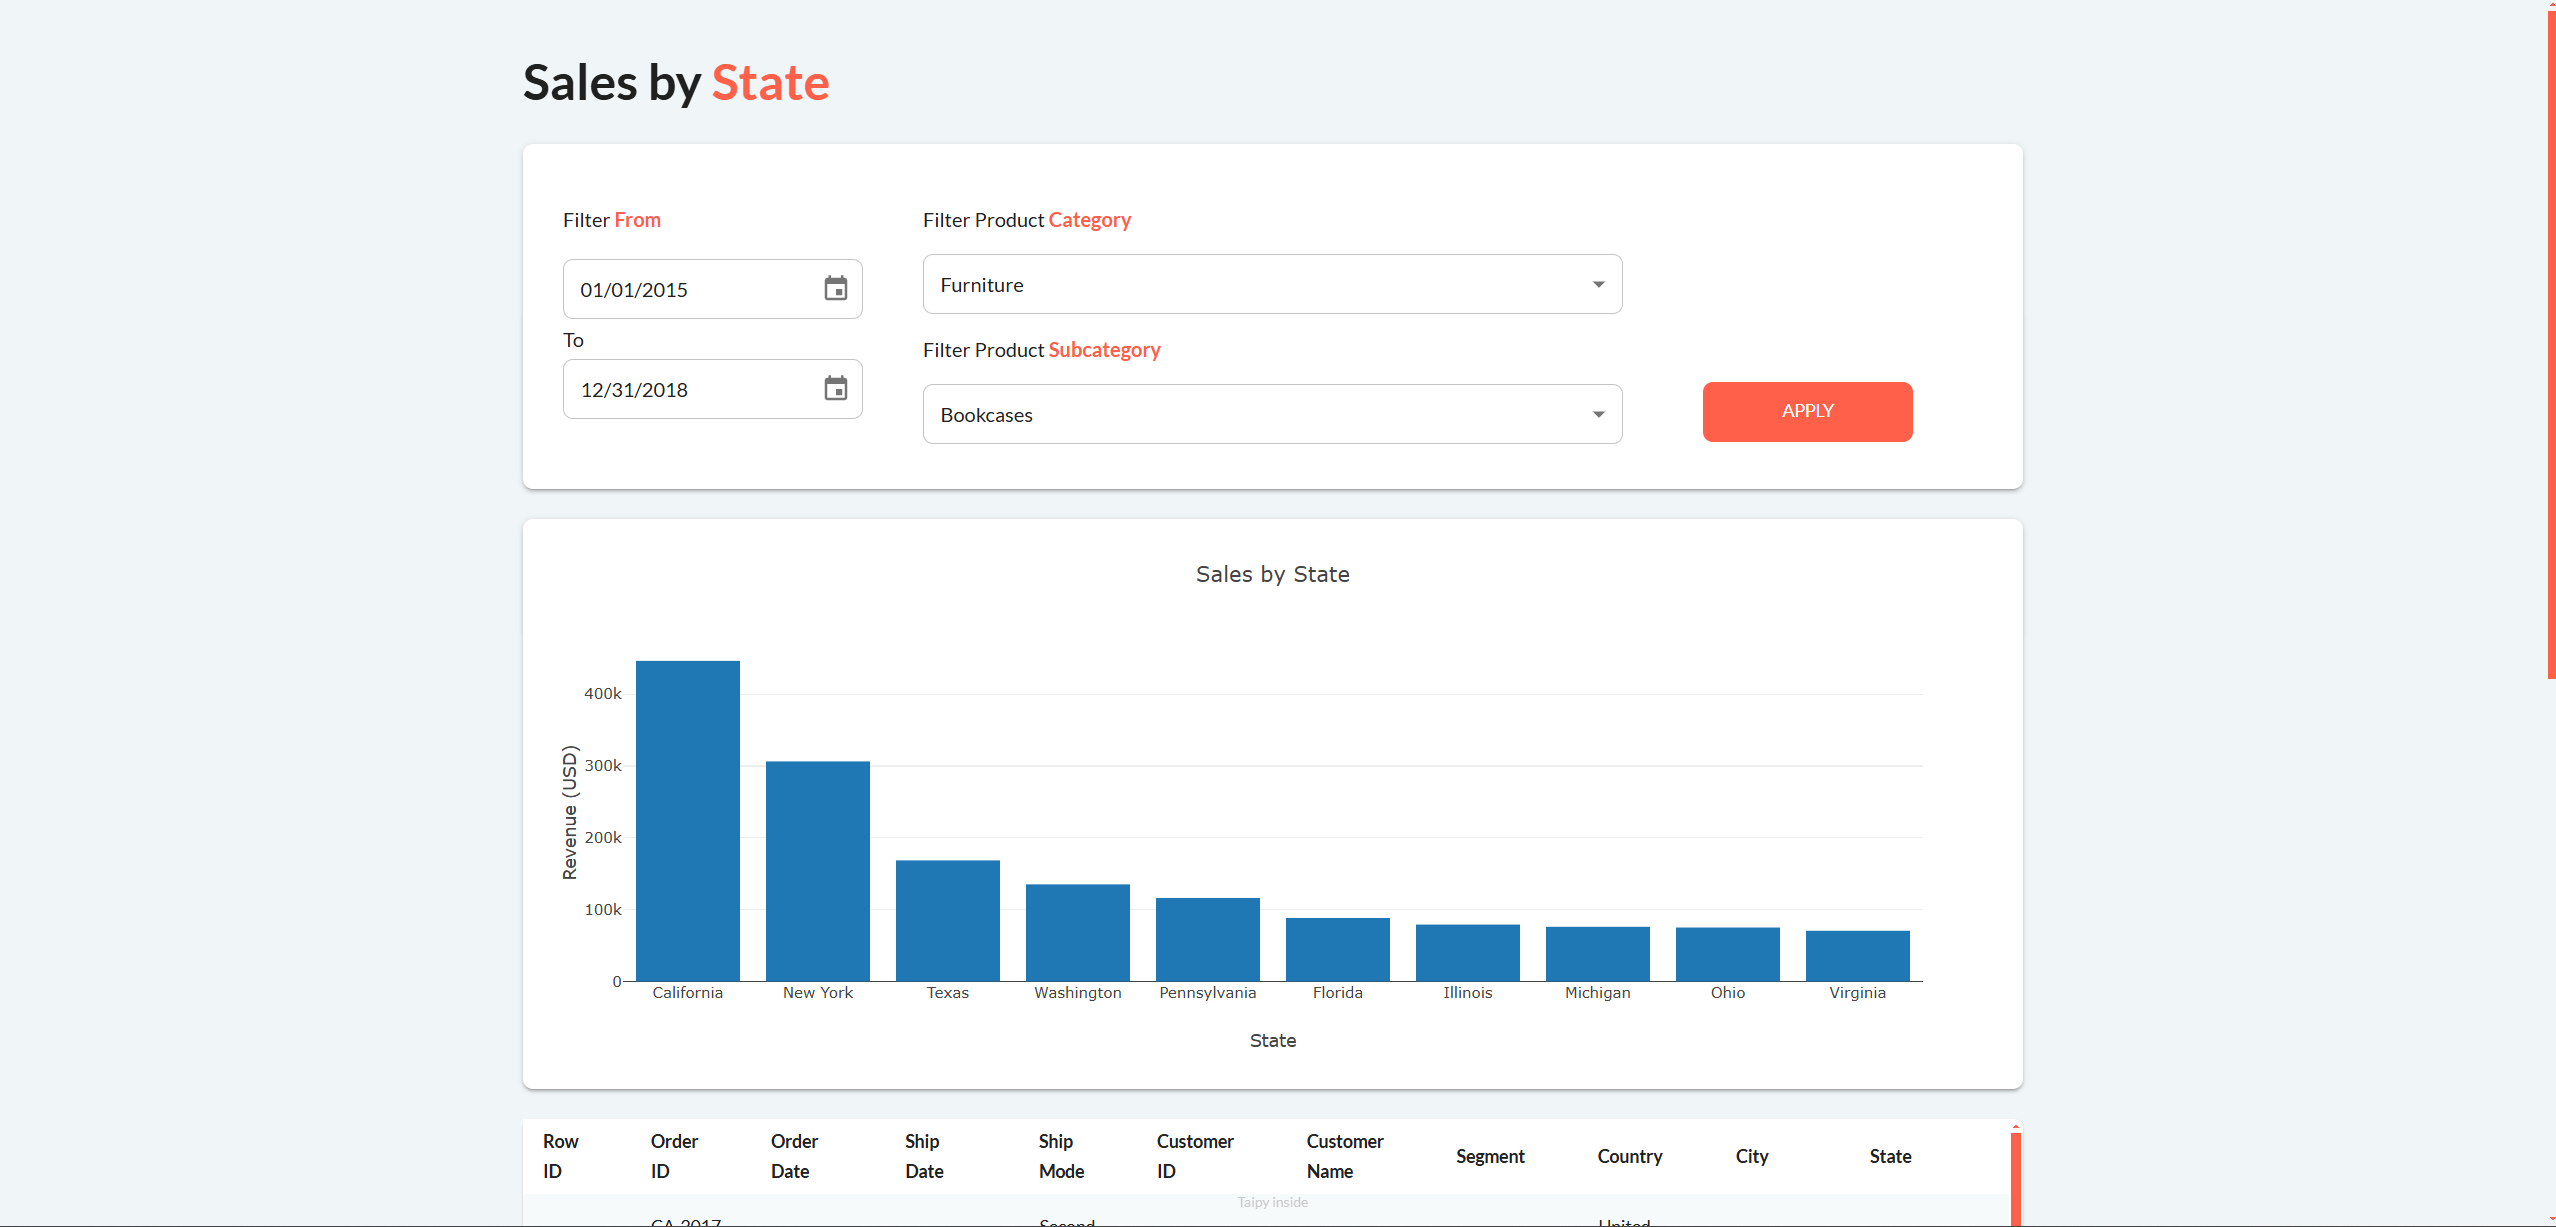 Sales by State
Filter From
01/01/2015
To
12/31/2018
Filter Product Category
Furniture
Filter Product Subcategory
Bookcases
APPLY
Sales by State
Revenue (USD)
400k
300k
200k
100k
0
California New York Texas Washington Pennsylvania Florida Illinois Michigan Ohio Virginia
State
Row ID Order ID Order Date Ship Date Ship Mode Customer ID Customer Name Segment Country City State
Taipy inside
CA-2017 Second United